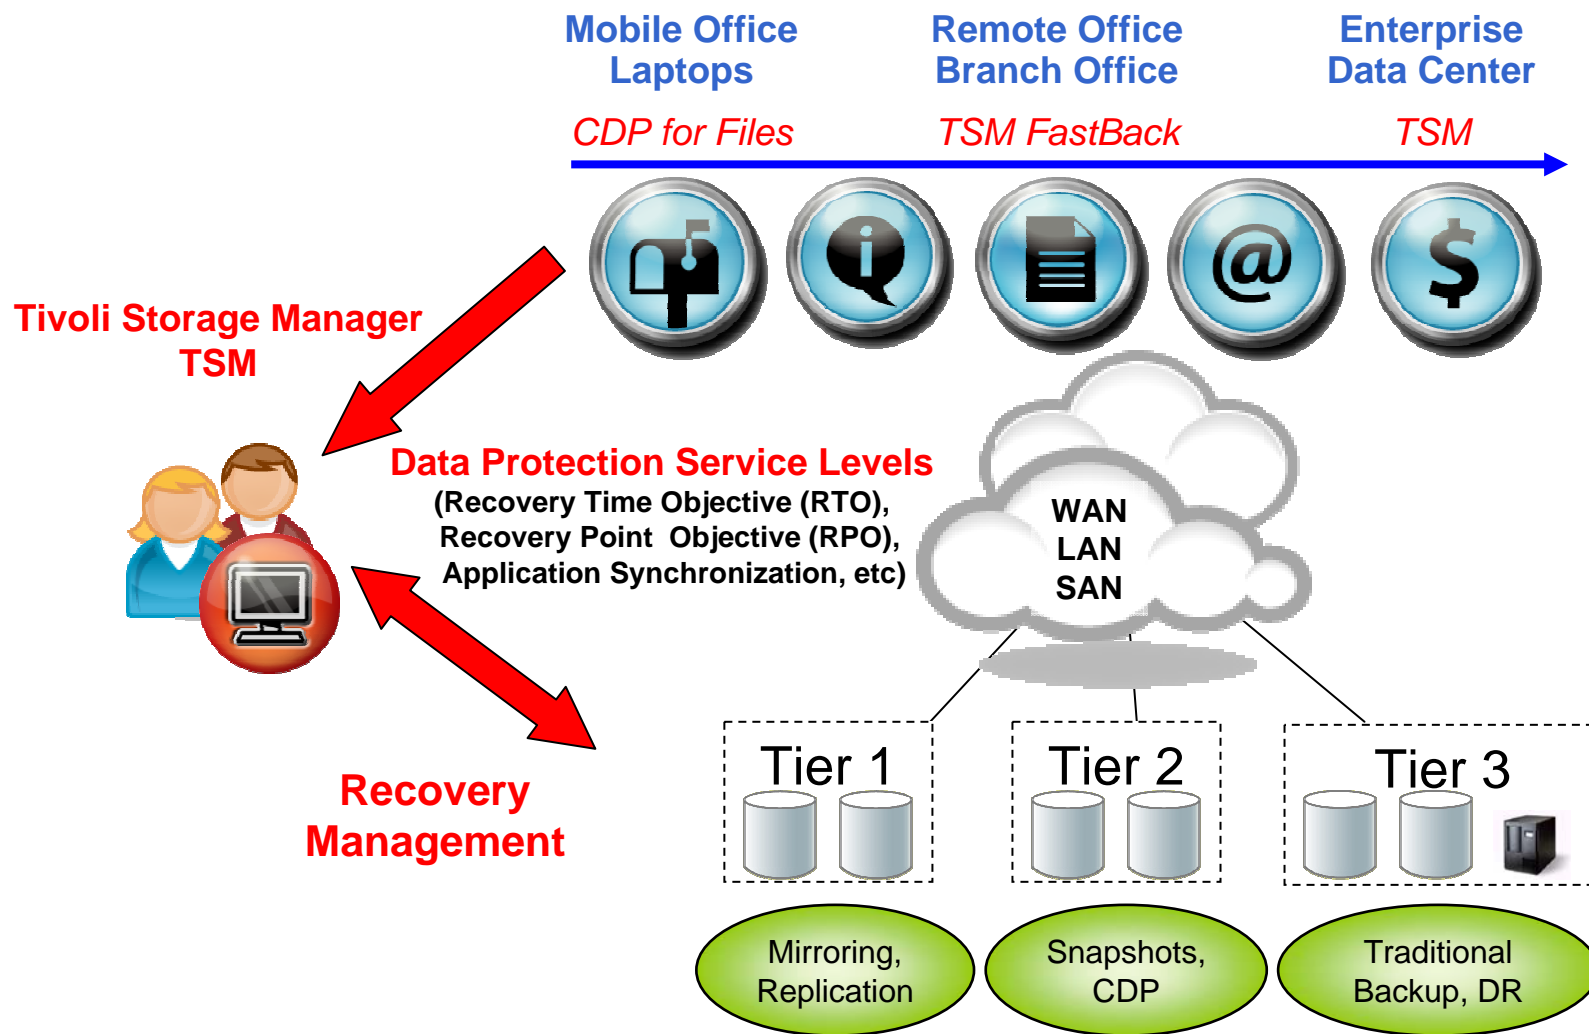 Mobile Office
Laptops
Remote Office
Branch Office
Enterprise
Data Center
CDP for Files
TSM FastBack
TSM
i
@
$
Tivoli Storage Manager
TSM
Data Protection Service Levels
(Recovery Time Objective (RTO),
Recovery Point  Objective (RPO),
Application Synchronization, etc)
WAN
LAN
SAN
Recovery
Management
Tier 1
Tier 2
Tier 3
Mirroring,
Replication
Snapshots,
CDP
Traditional
Backup, DR